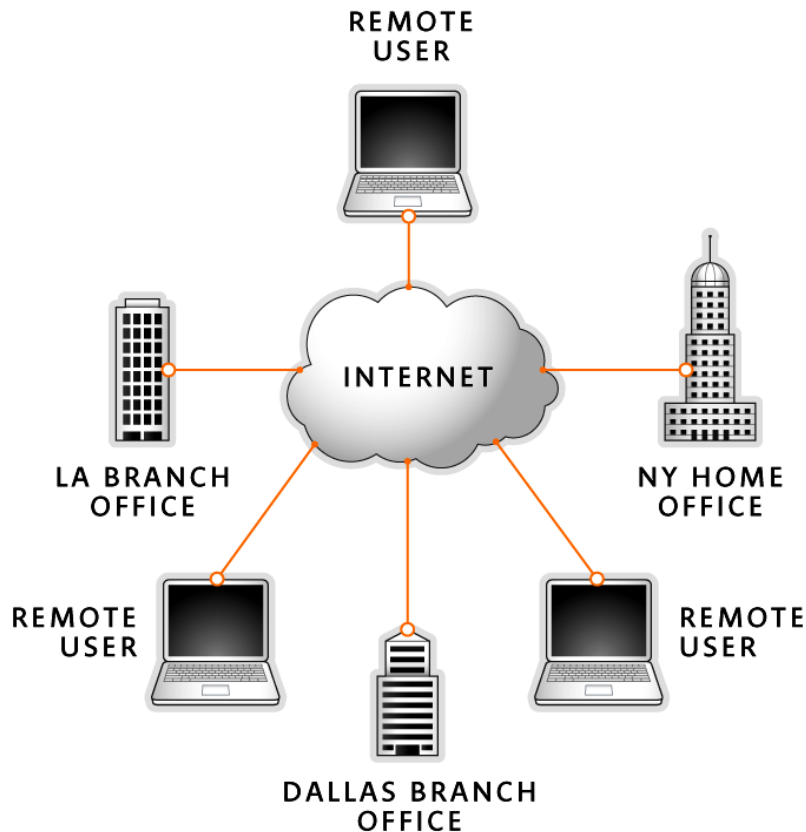 REMOTE
USER
INTERNET
LA BRANCH
OFFICE
NY HOME
OFFICE
REMOTE
USER
REMOTE
USER
DALLAS BRANCH
OFFICE